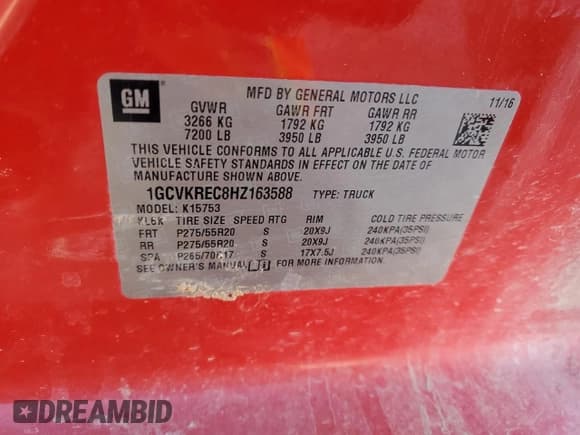 GM
MFD BY GENERAL MOTORS LLC 11/16
GVWR GAWR FRT GAWR RR
3266 KG 1792 KG 1792 KG
7200 LB 3950 LB 3950 LB
THIS VEHICLE CONFORMS TO ALL APPLICABLE U.S. FEDERAL MOTOR
VEHICLE SAFETY STANDARDS IN EFFECT ON THE DATE OF
MANUFACTURE SHOWN ABOVE.
1GCVKREC8HZ163588 TYPE: TRUCK
MODEL: K15753
TIRE SIZE SPEED RTG RIM COLD TIRE PRESSURE
FRT P275/55R20 S 20X9J 240KPA(35PSI)
RR P275/55R20 S 20X9J 240KPA(35PSI)
SPA P265/70R17 S 17X7.5J 240KPA(35PSI)
SEE OWNER'S MANUAL FOR MORE INFORMATION.
DREAMBID